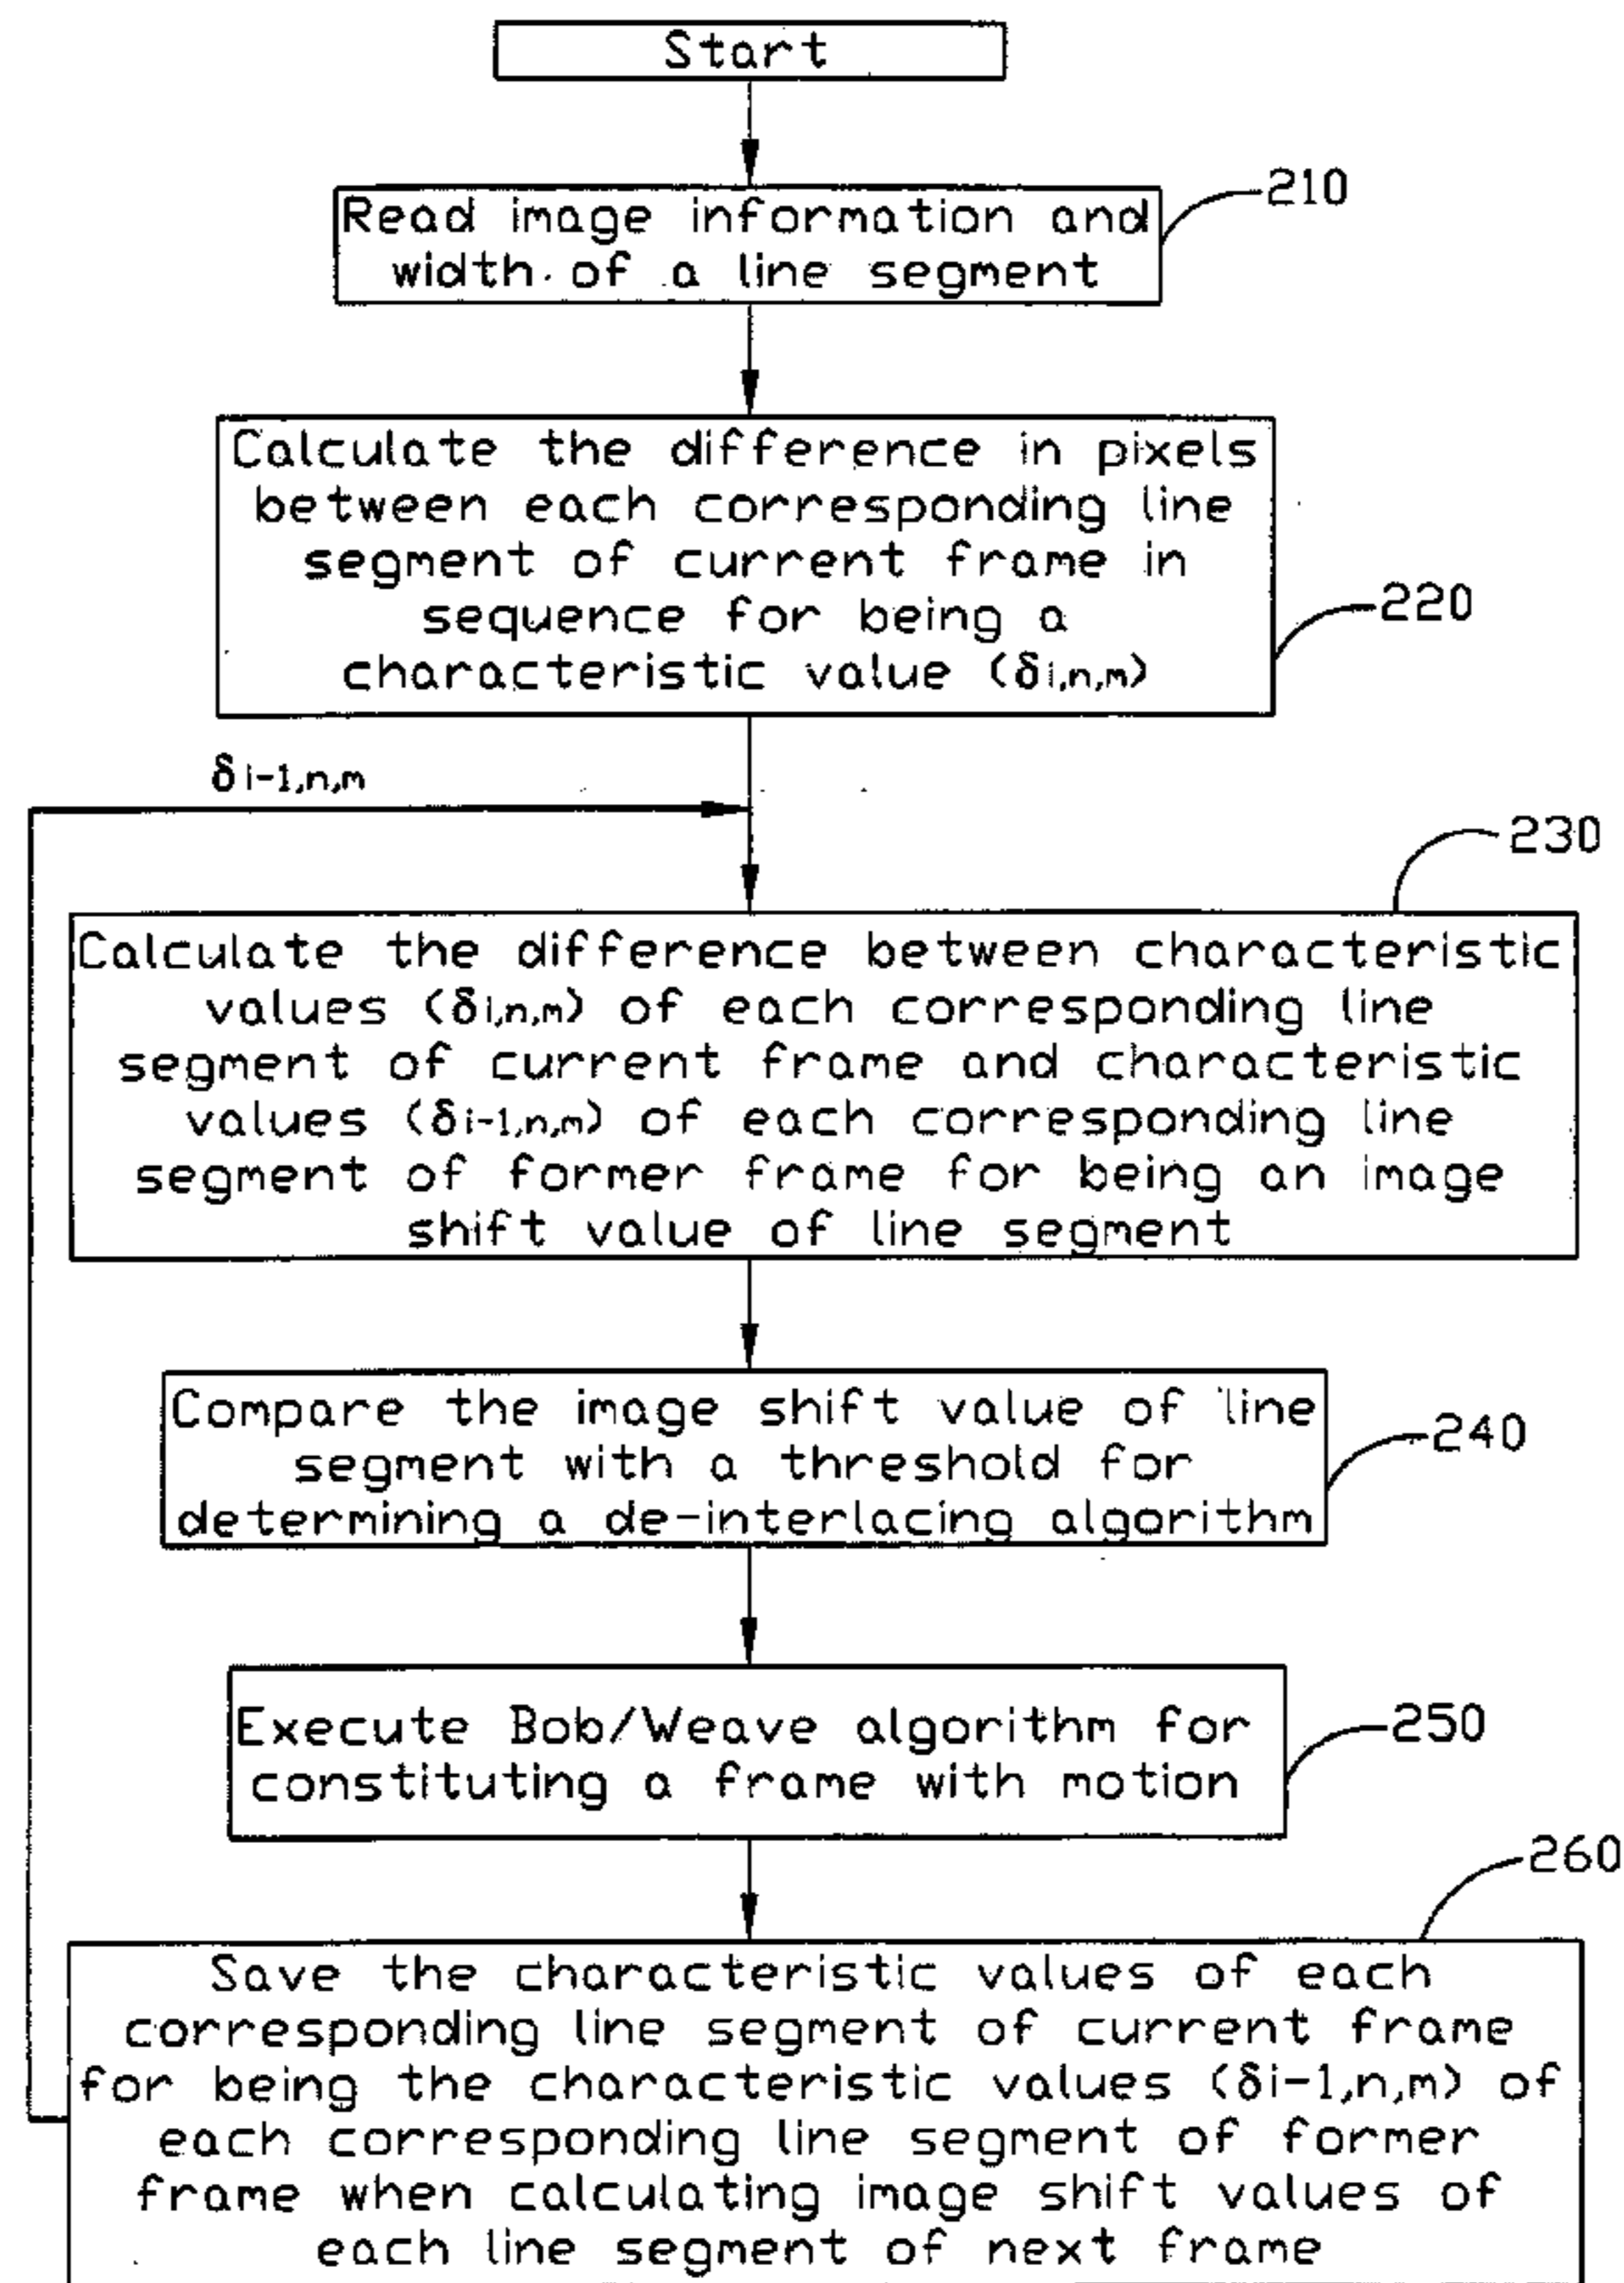 Start
210
Read image information and
width of a line segment
Calculate the difference in pixels
between each corresponding line
segment of current frame in
sequence for being a
characteristic value (δi,n,m)
220
δi-1,n,m
230
Calculate the difference between characteristic
values (δi,n,m) of each corresponding line
segment of current frame and characteristic
values (δi-1,n,m) of each corresponding line
segment of former frame for being an image
shift value of line segment
Compare the image shift value of line
segment with a threshold for
determining a de-interlacing algorithm
240
Execute Bob/Weave algorithm for
constituting a frame with motion
250
260
Save the characteristic values of each
corresponding line segment of current frame
for being the characteristic values (δi-1,n,m) of
each corresponding line segment of former
frame when calculating image shift values of
each line segment of next frame